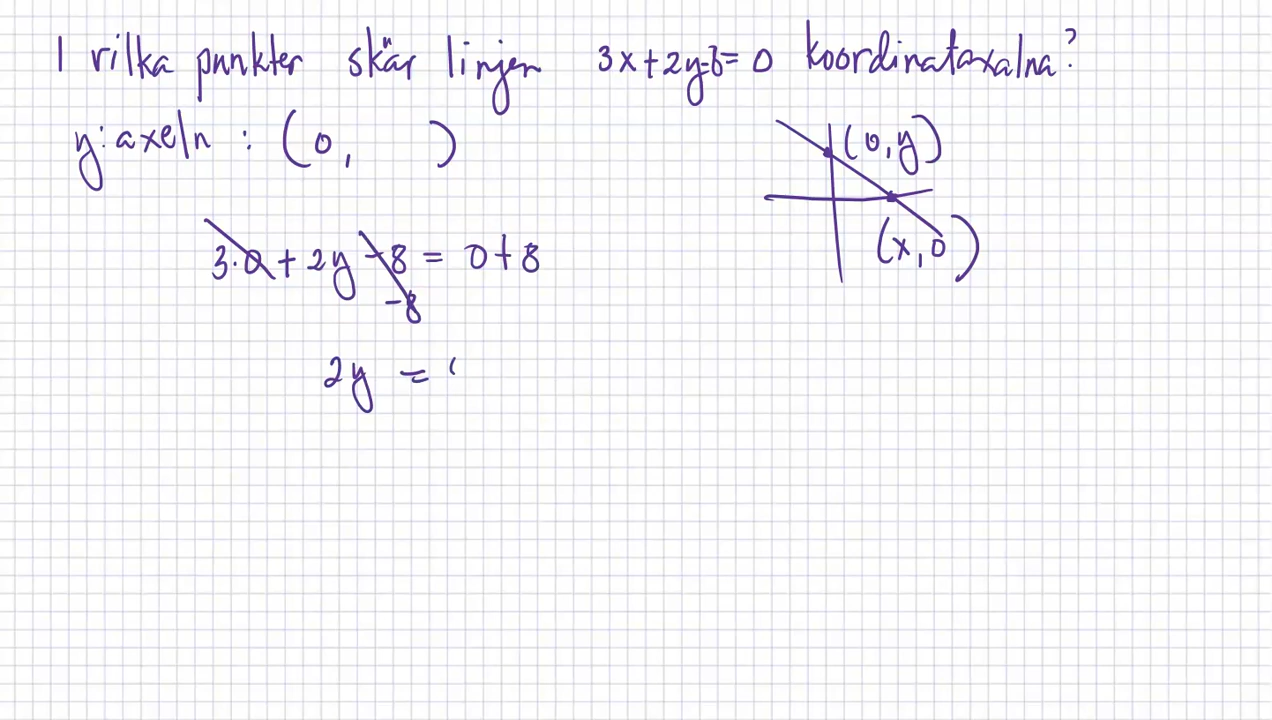 I vilka punkter skär linjen 3x+2y-8=0 koordinataxalna?
y:axeln : (0, )
(0,y)
(x,0)
3·0+2y-8=0+8
-8
2y =